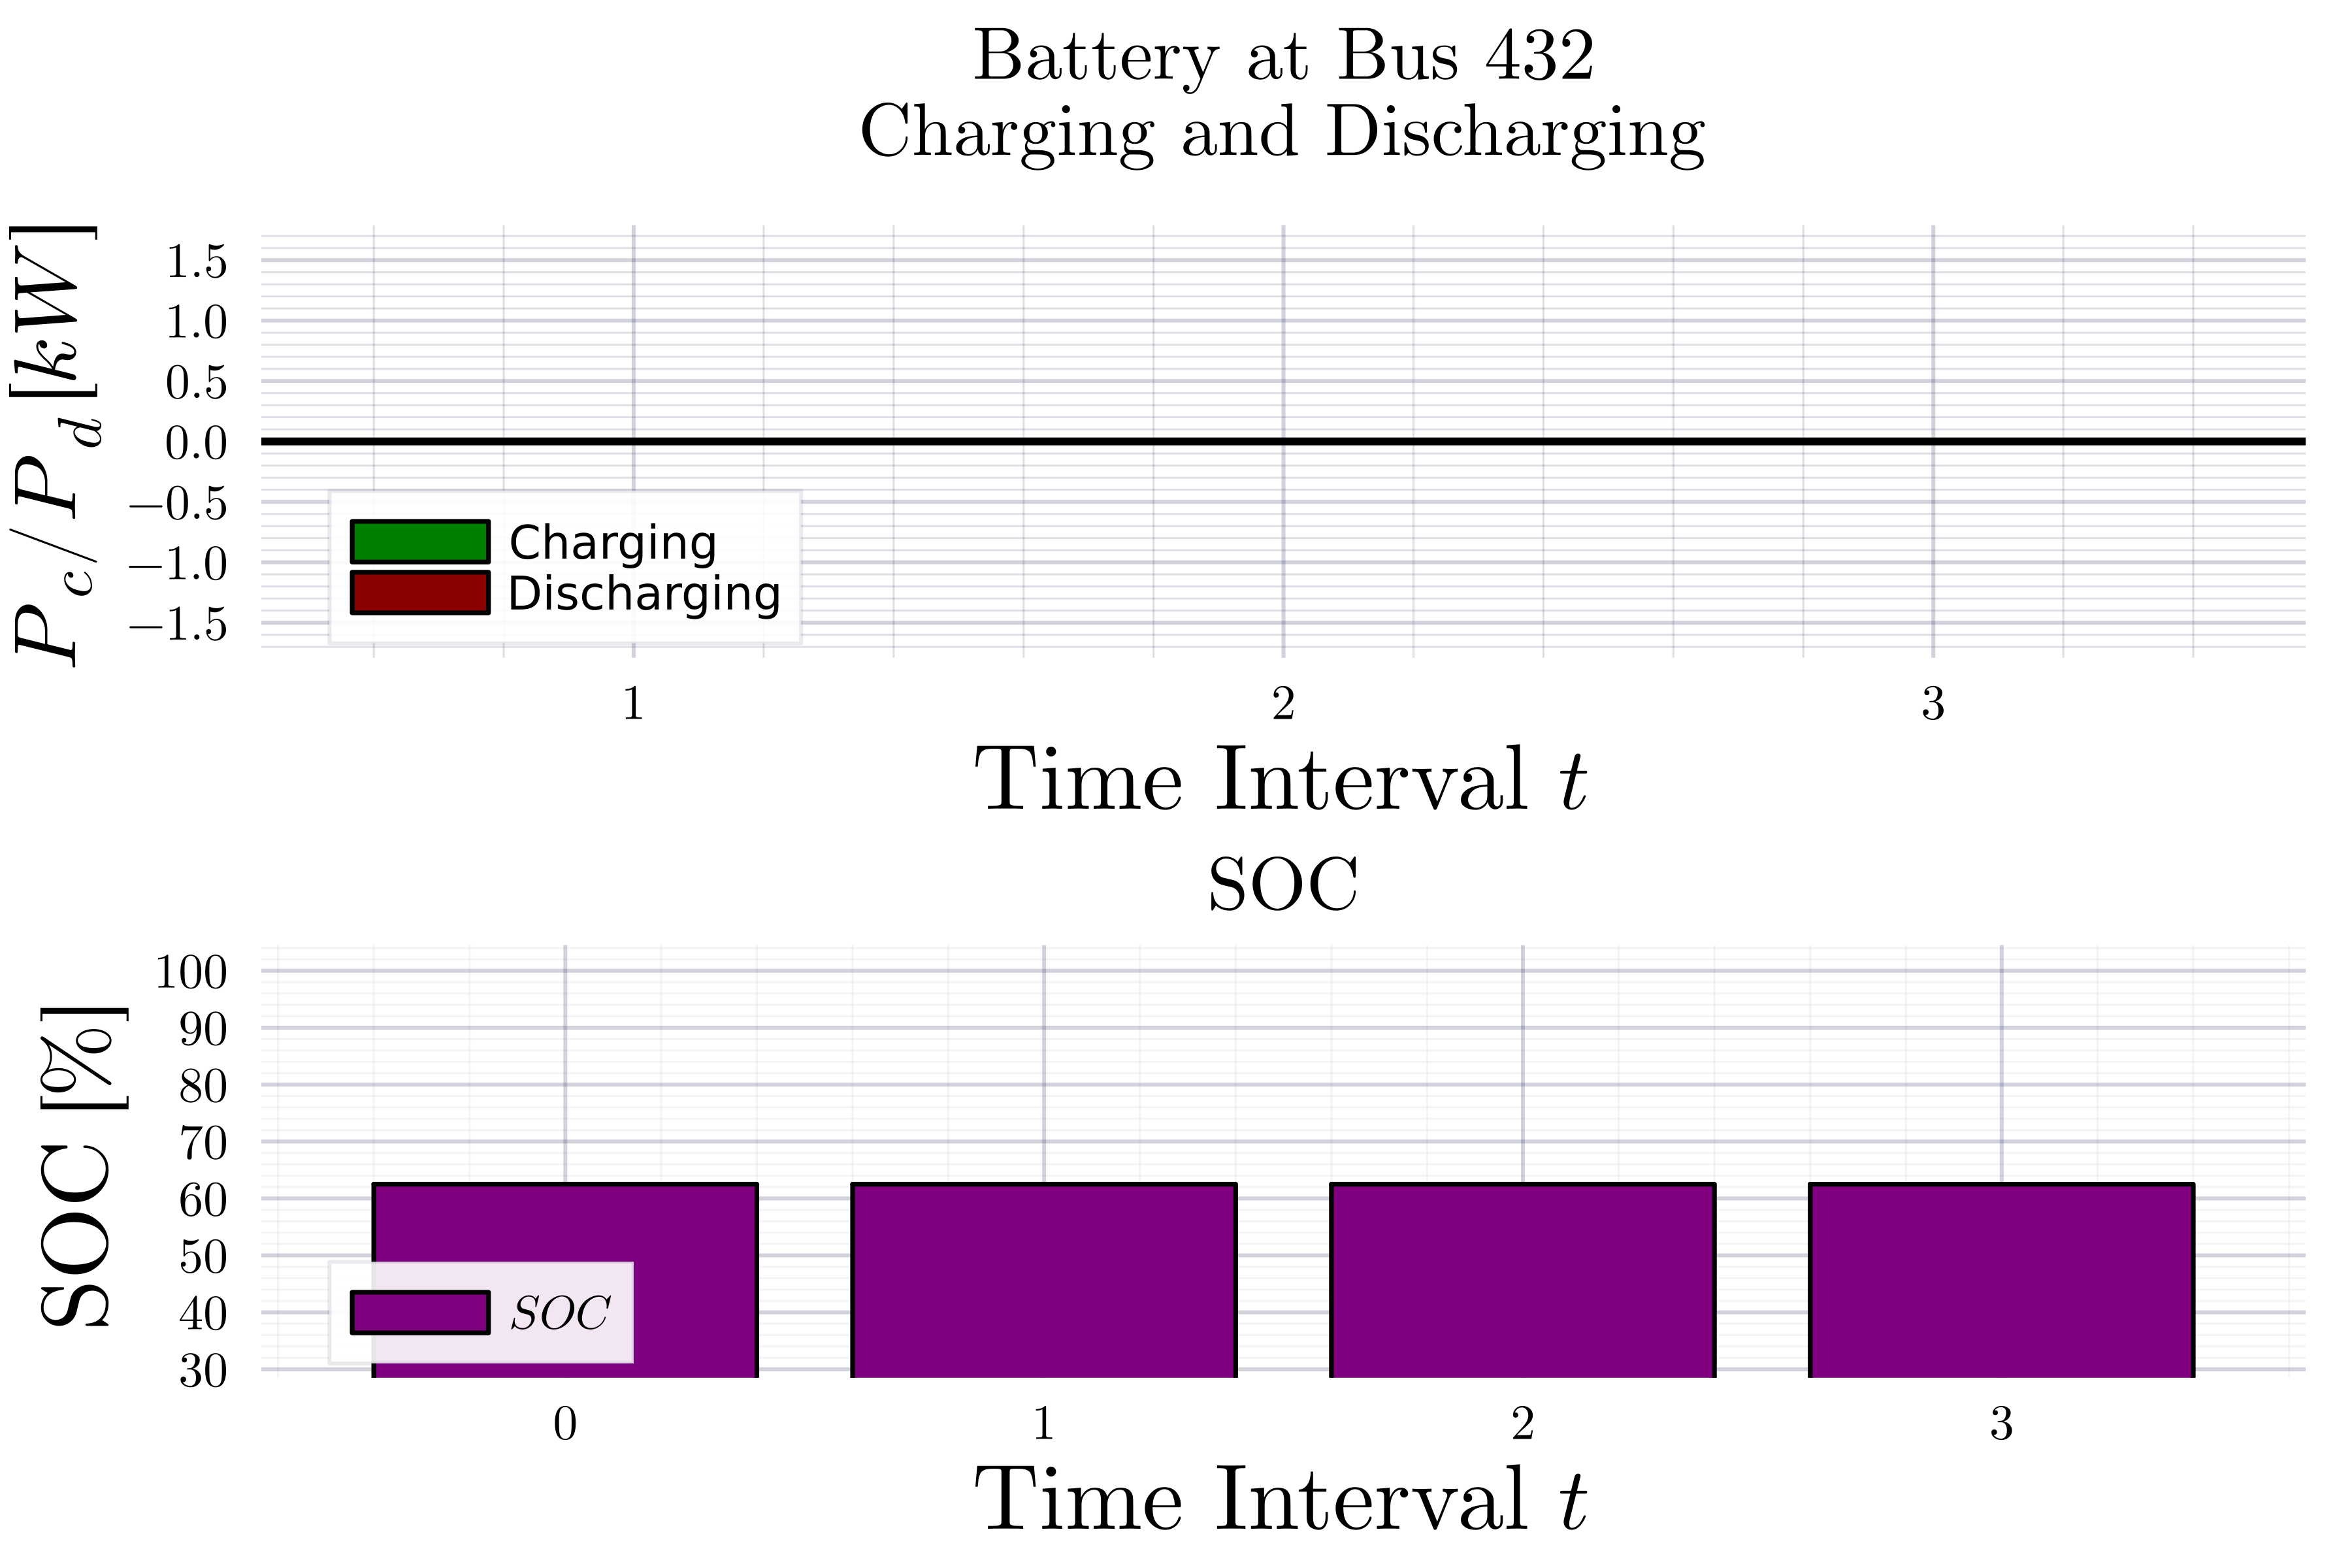 Battery at Bus 432
Charging and Discharging
P_c / P_d [kW]
1.5
1.0
0.5
0.0
−0.5
−1.0
−1.5
Charging
Discharging
1 2 3
Time Interval t
SOC
SOC [%]
100
90
80
70
60
50
40
30
SOC
0 1 2 3
Time Interval t